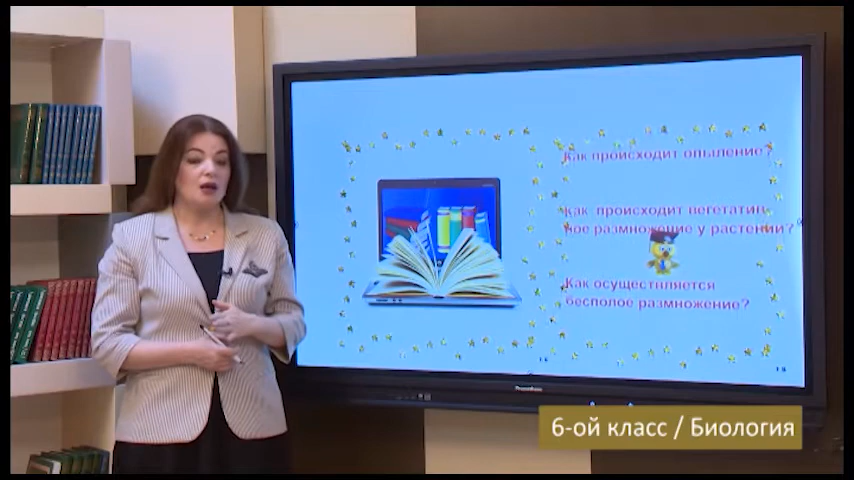 Как происходит опыление?
Как происходит вегетатив-
ное размножение у растений?
Как осуществляется
бесполое размножение?
6-ой класс / Биология